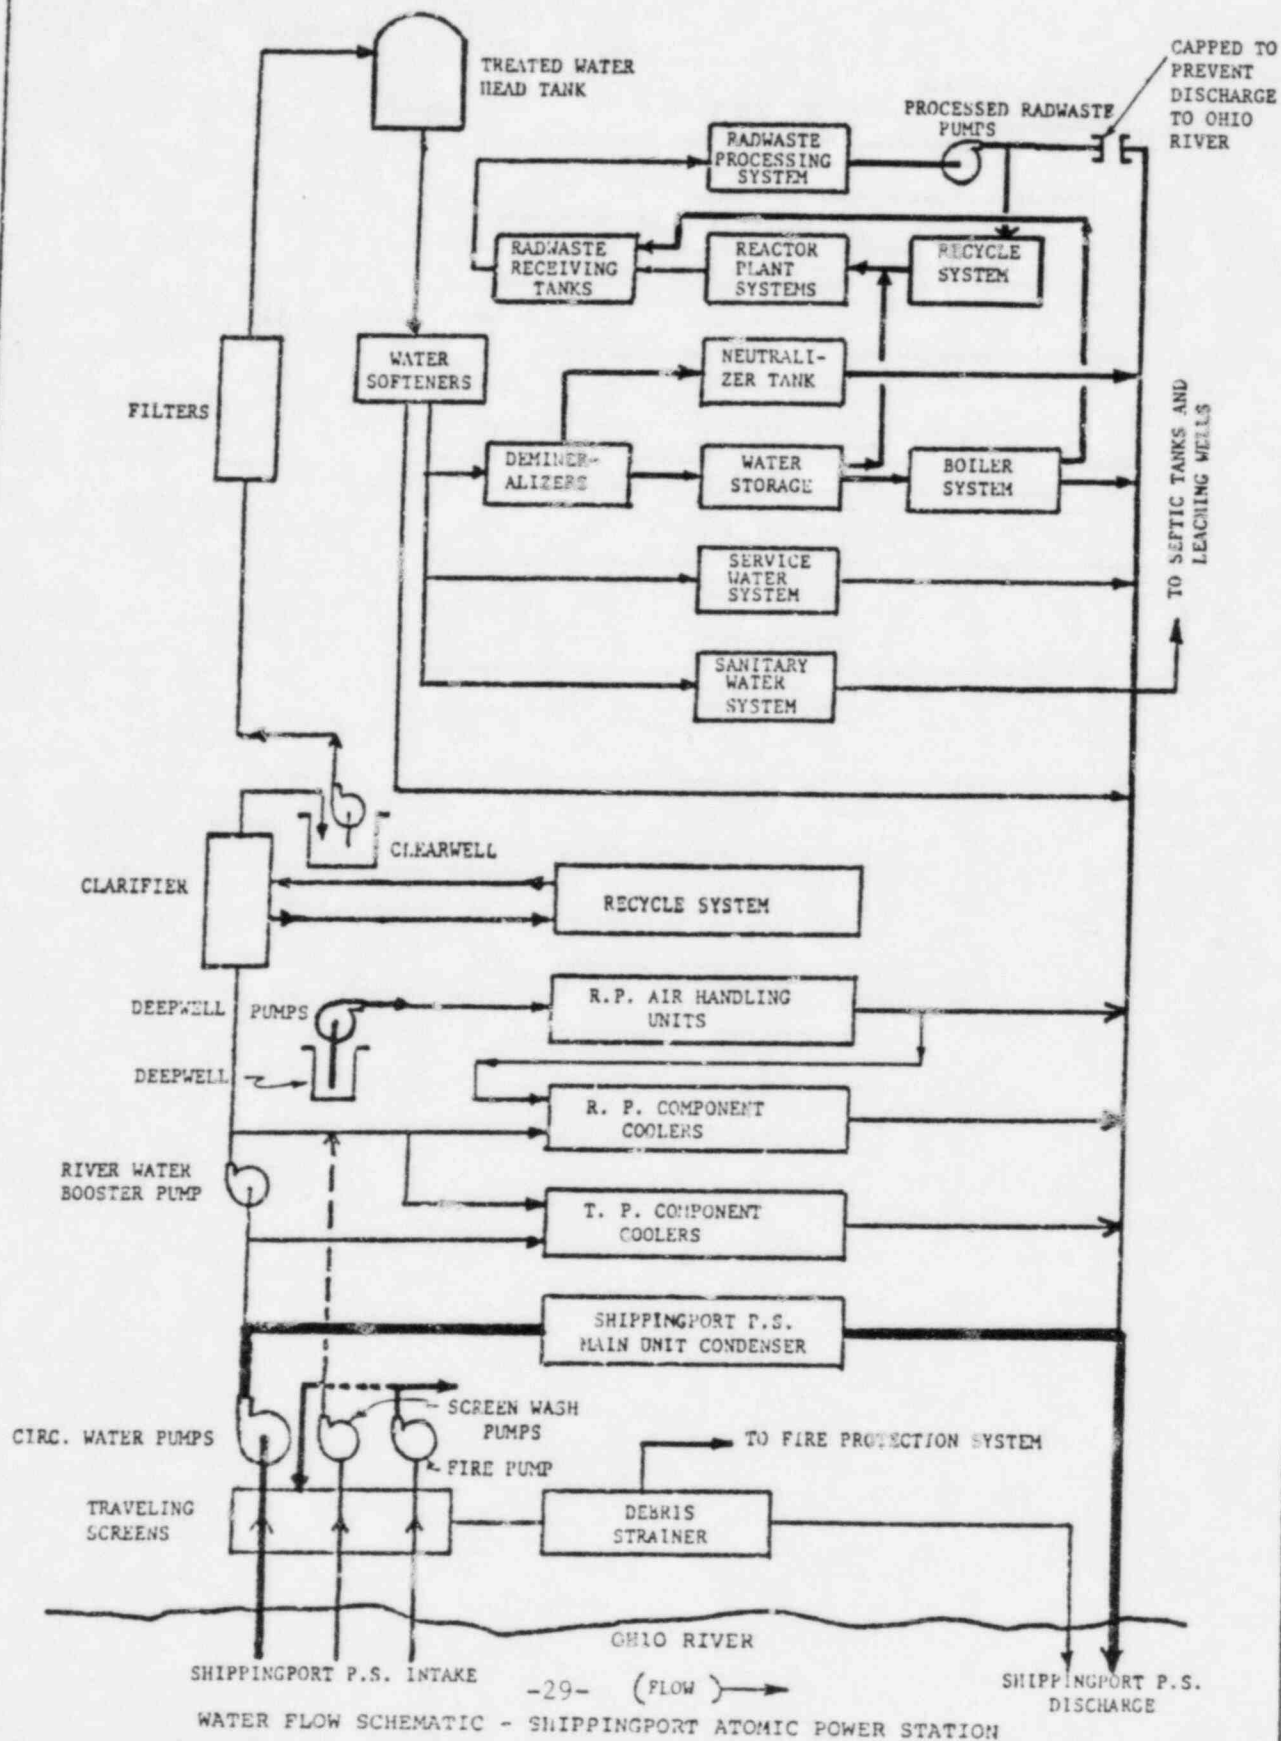 TREATED WATER
HEAD TANK
CAPPED TO
PREVENT
DISCHARGE
TO OHIO
RIVER
PROCESSED RADWASTE
PUMPS
RADWASTE
PROCESSING
SYSTEM
RADWASTE
RECEIVING
TANKS
REACTOR
PLANT
SYSTEMS
RECYCLE
SYSTEM
WATER
SOFTENERS
NEUTRALI-
ZER TANK
FILTERS
DEMINER-
ALIZERS
WATER
STORAGE
BOILER
SYSTEM
TO SEPTIC TANKS AND
LEACHING WELLS
SERVICE
WATER
SYSTEM
SANITARY
WATER
SYSTEM
CLEARWELL
CLARIFIER
RECYCLE SYSTEM
DEEPWELL PUMPS
R.P. AIR HANDLING
UNITS
DEEPWELL
R. P. COMPONENT
COOLERS
RIVER WATER
BOOSTER PUMP
T. P. COMPONENT
COOLERS
SHIPPINGPORT P.S.
MAIN UNIT CONDENSER
CIRC. WATER PUMPS
SCREEN WASH
PUMPS
FIRE PUMP
TO FIRE PROTECTION SYSTEM
TRAVELING
SCREENS
DEBRIS
STRAINER
OHIO RIVER
SHIPPINGPORT P.S. INTAKE
-29- (FLOW)
SHIPPINGPORT P.S.
DISCHARGE
WATER FLOW SCHEMATIC - SHIPPINGPORT ATOMIC POWER STATION